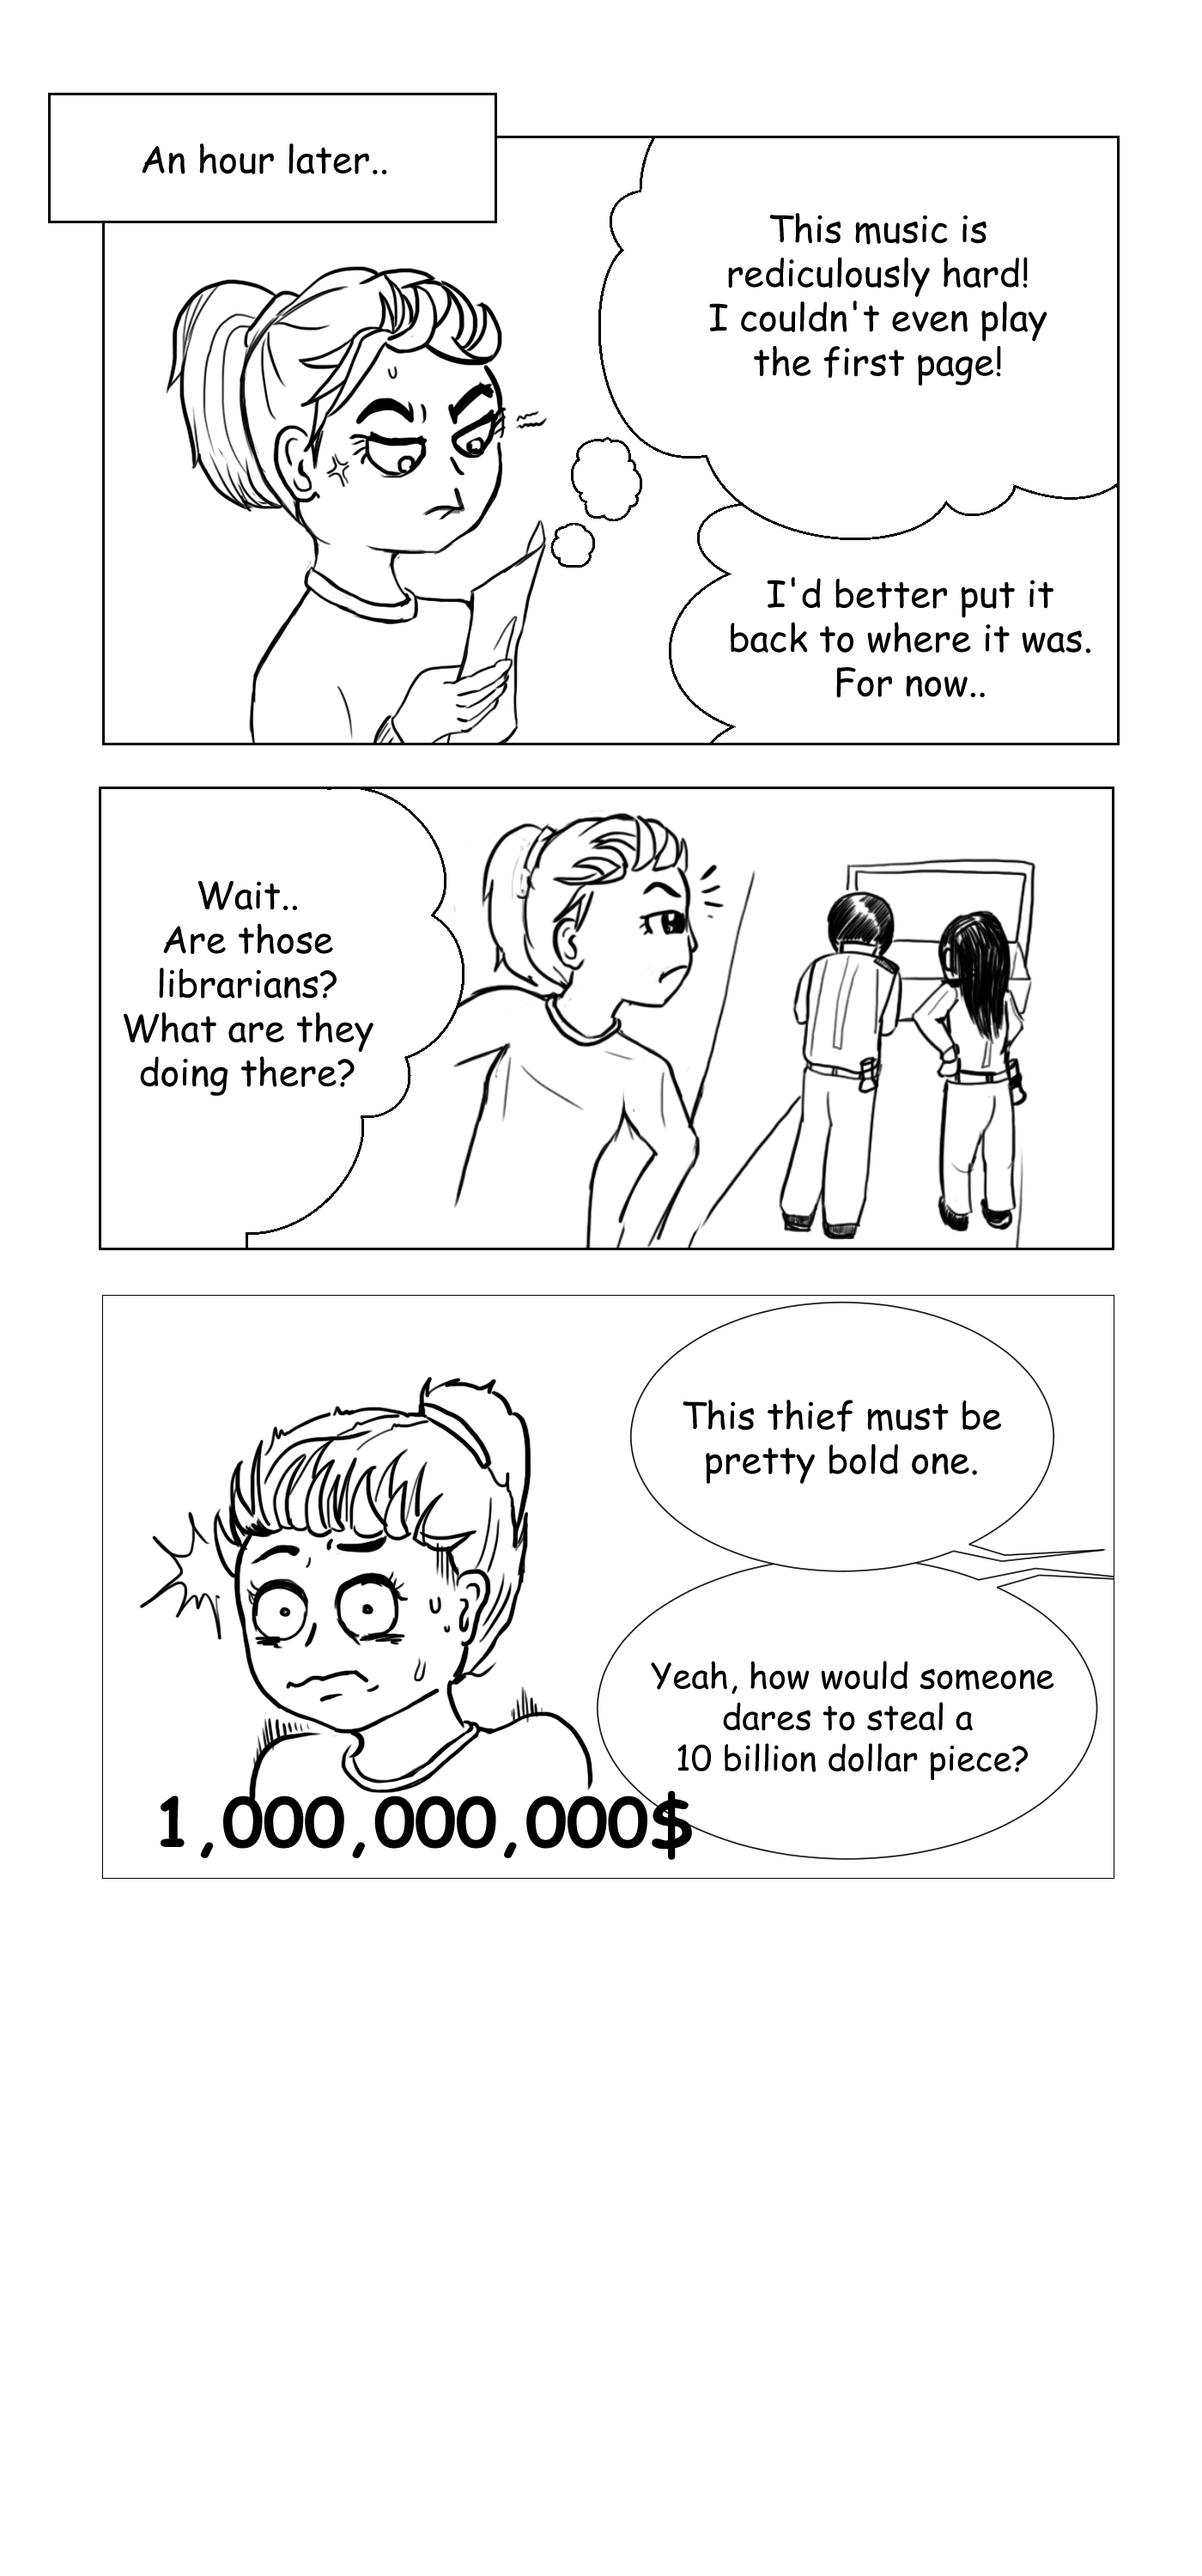 An hour later..
This music is
rediculously hard!
I couldn't even play
the first page!
I'd better put it
back to where it was.
For now..
Wait..
Are those
librarians?
What are they
doing there?
This thief must be
pretty bold one.
Yeah, how would someone
dares to steal a
10 billion dollar piece?
1,000,000,000$